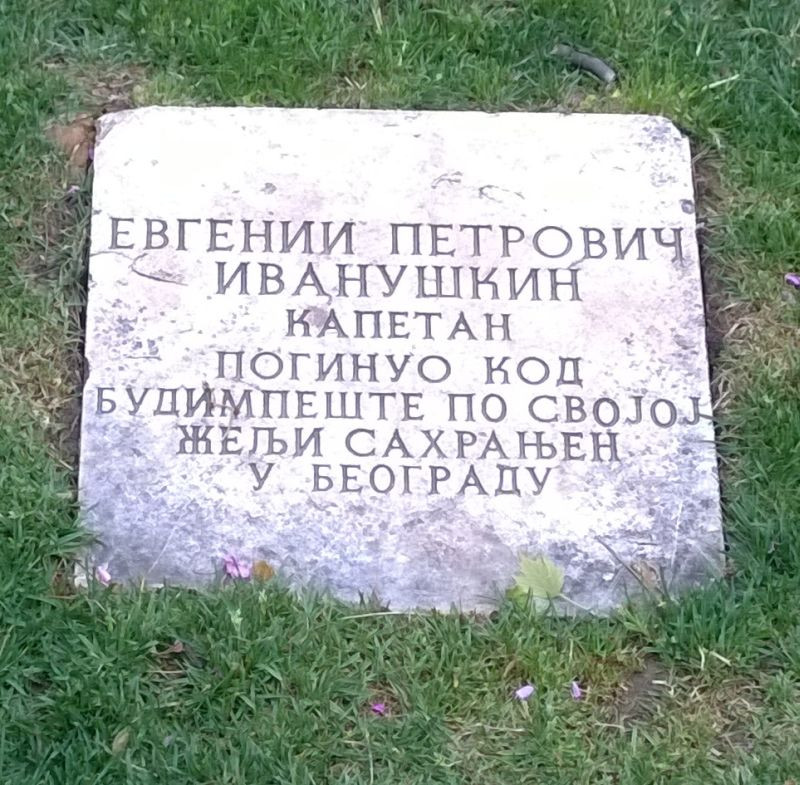 ЕВГЕНИИ ПЕТРОВИЧ
ИВАНУШКИН
КАПЕТАН
ПОГИНУО КОД
БУДИМПЕШТЕ ПО СВОЈОЈ
ЖЕЉИ САХРАЊЕН
У БЕОГРАДУ